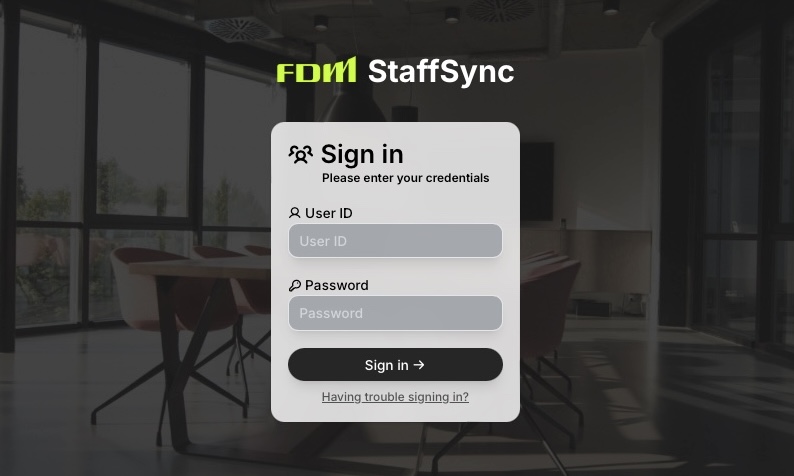 FDM StaffSync
Sign in
Please enter your credentials
User ID
User ID
Password
Password
Sign in →
Having trouble signing in?